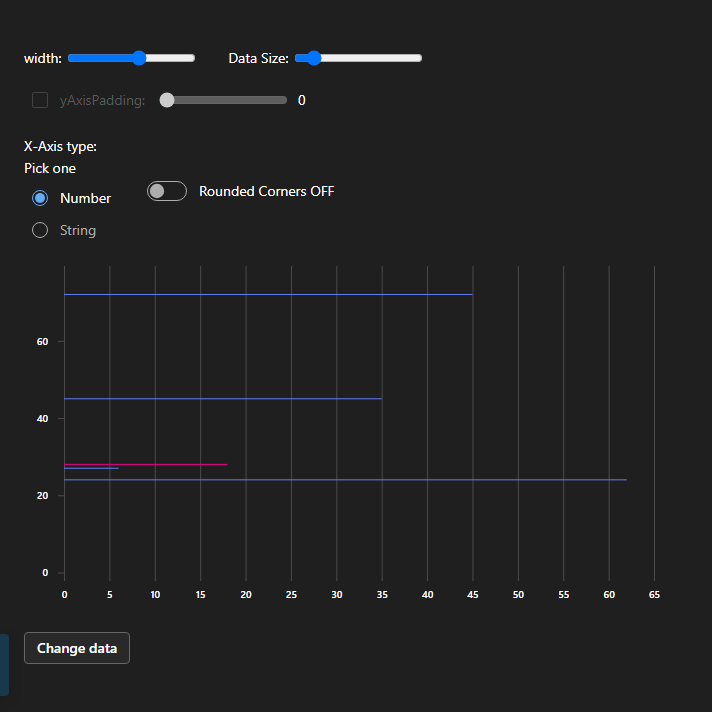 width: Data Size:
yAxisPadding: 0
X-Axis type:
Pick one
Number Rounded Corners OFF
String
60
40
20
0
0 5 10 15 20 25 30 35 40 45 50 55 60 65
Change data